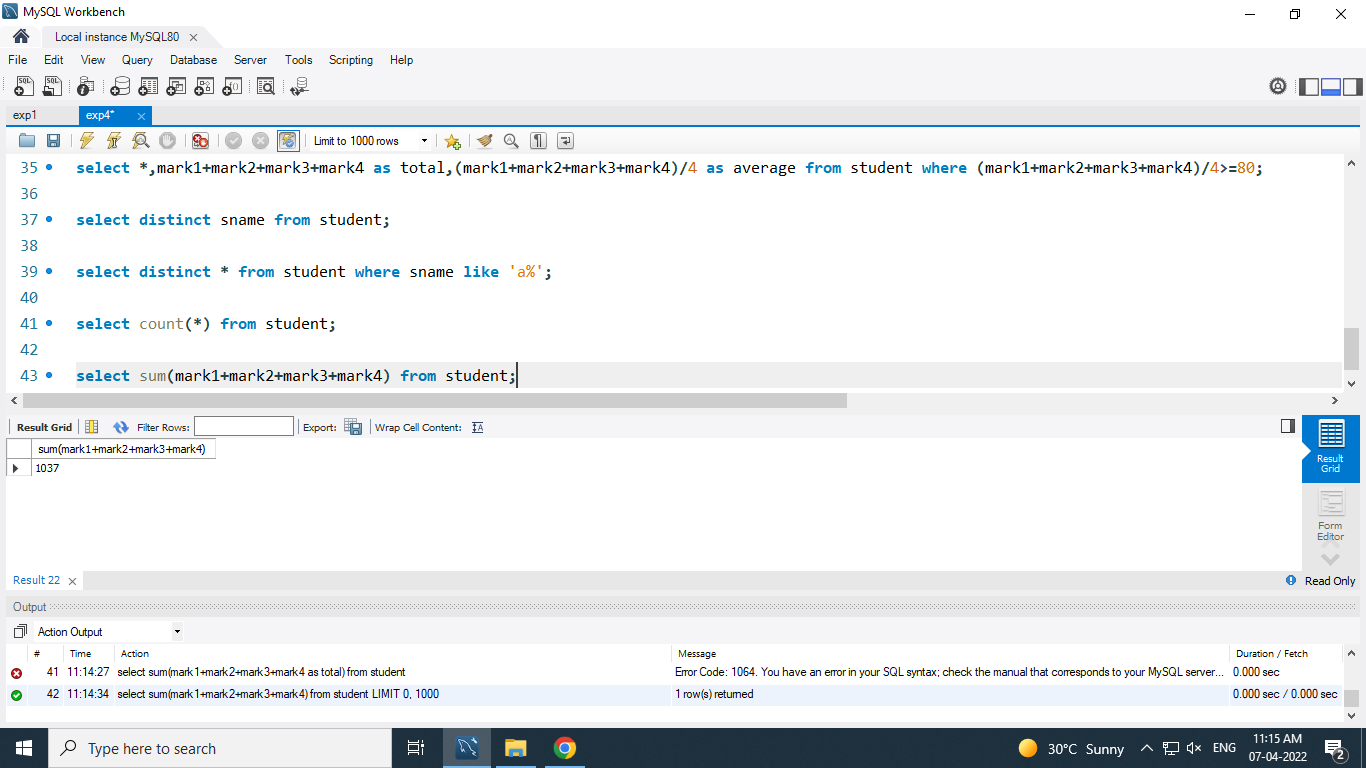 MySQL Workbench
Local instance MySQL80
File Edit View Query Database Server Tools Scripting Help
exp1 exp4*
Limit to 1000 rows
35 select *,mark1+mark2+mark3+mark4 as total,(mark1+mark2+mark3+mark4)/4 as average from student where (mark1+mark2+mark3+mark4)/4>=80;
36
37 select distinct sname from student;
38
39 select distinct * from student where sname like 'a%';
40
41 select count(*) from student;
42
43 select sum(mark1+mark2+mark3+mark4) from student;
Result Grid Filter Rows: Export: Wrap Cell Content:
sum(mark1+mark2+mark3+mark4)
1037
Result
Grid
Form
Editor
Result 22 Read Only
Output
Action Output
# Time Action Message Duration / Fetch
41 11:14:27 select sum(mark1+mark2+mark3+mark4 as total) from student Error Code: 1064. You have an error in your SQL syntax; check the manual that corresponds to your MySQL server... 0.000 sec
42 11:14:34 select sum(mark1+mark2+mark3+mark4) from student LIMIT 0, 1000 1 row(s) returned 0.000 sec / 0.000 sec
Type here to search
30°C Sunny
ENG
11:15 AM
07-04-2022
2